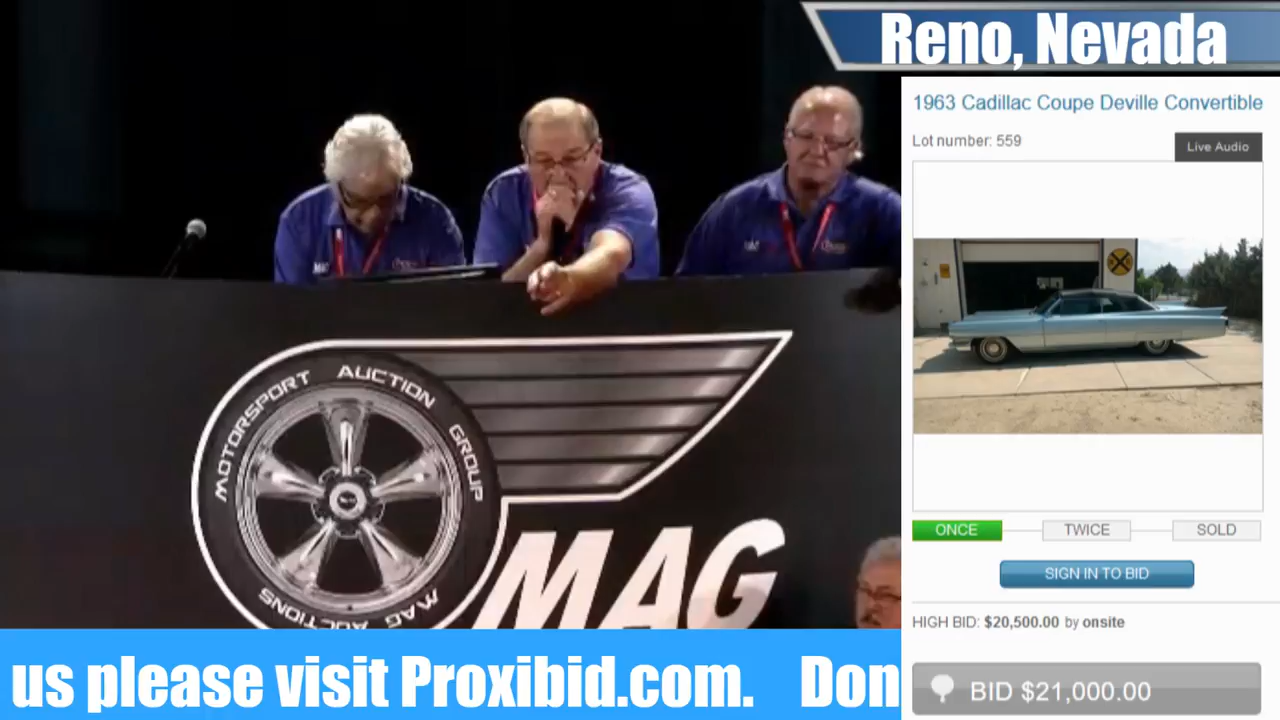 Reno, Nevada
1963 Cadillac Coupe Deville Convertible
Lot number: 559
Live Audio
MOTORSPORT AUCTION GROUP
MAG AUCTIONS
MAG
ONCE
TWICE
SOLD
SIGN IN TO BID
HIGH BID: $20,500.00 by onsite
BID $21,000.00
us please visit Proxibid.com. Don